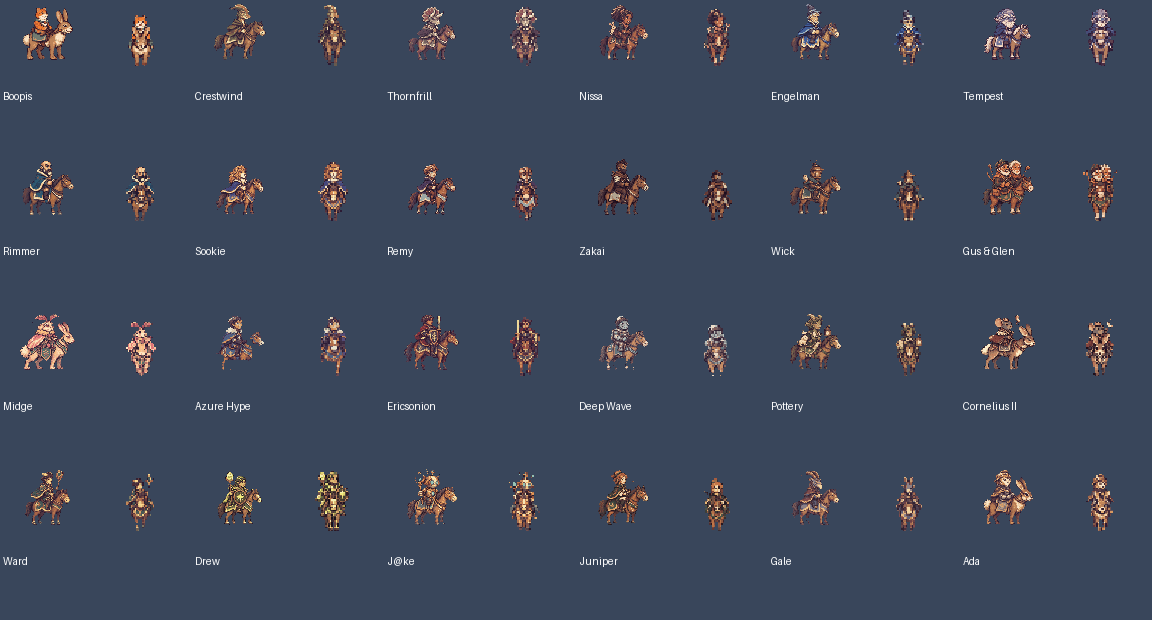 Boopis
Crestwind
Thornfrill
Nissa
Engelman
Tempest
Rimmer
Sookie
Remy
Zakai
Wick
Gus & Glen
Midge
Azure Hype
Ericsonion
Deep Wave
Pottery
Cornelius II
Ward
Drew
J@ke
Juniper
Gale
Ada